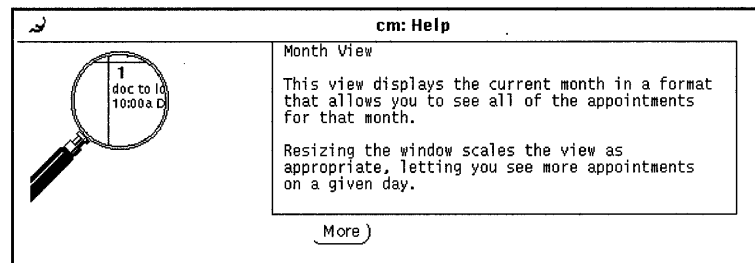 cm: Help
1
doc to lo
10:00a D
Month View
This view displays the current month in a format
that allows you to see all of the appointments
for that month.
Resizing the window scales the view as
appropriate, letting you see more appointments
on a given day.
More